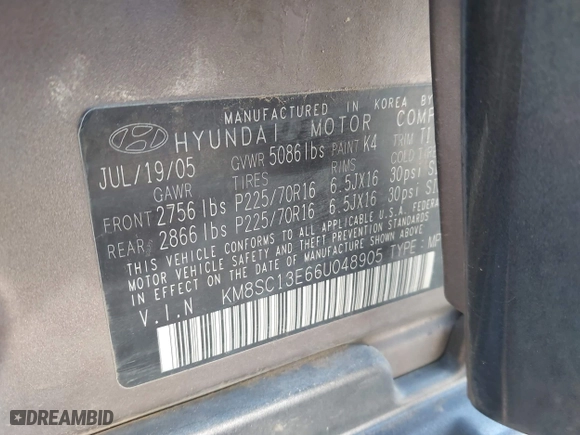 MANUFACTURED IN KOREA BY
HYUNDAI MOTOR COMP
JUL/19/05 GVWR 5086 lbs PAINT K4 TRIM T1
GAWR TIRES RIMS COLD
FRONT 2756 lbs P225/70R16 6.5JX16 30psi
REAR 2866 lbs P225/70R16 6.5JX16 30psi
THIS VEHICLE CONFORMS TO ALL APPLICABLE U.S.A. FEDERA
MOTOR VEHICLE SAFETY AND THEFT PREVENTION STANDARDS
IN EFFECT ON THE DATE OF MANUFACTURE SHOWN ABOVE.
V.I.N KM8SC13E66U048905 TYPE : MP
DREAMBID